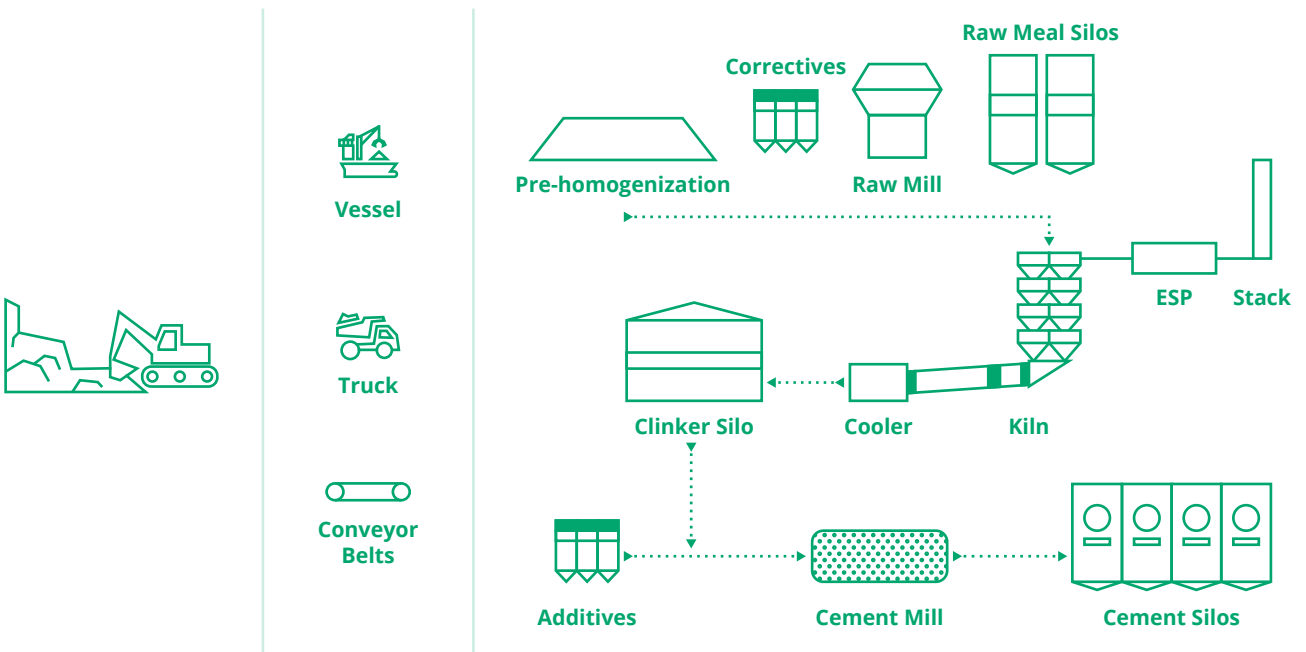 Raw Meal Silos
Correctives
Pre-homogenization
Raw Mill
Vessel
ESP
Stack
Truck
Clinker Silo
Cooler
Kiln
Conveyor
Belts
Additives
Cement Mill
Cement Silos